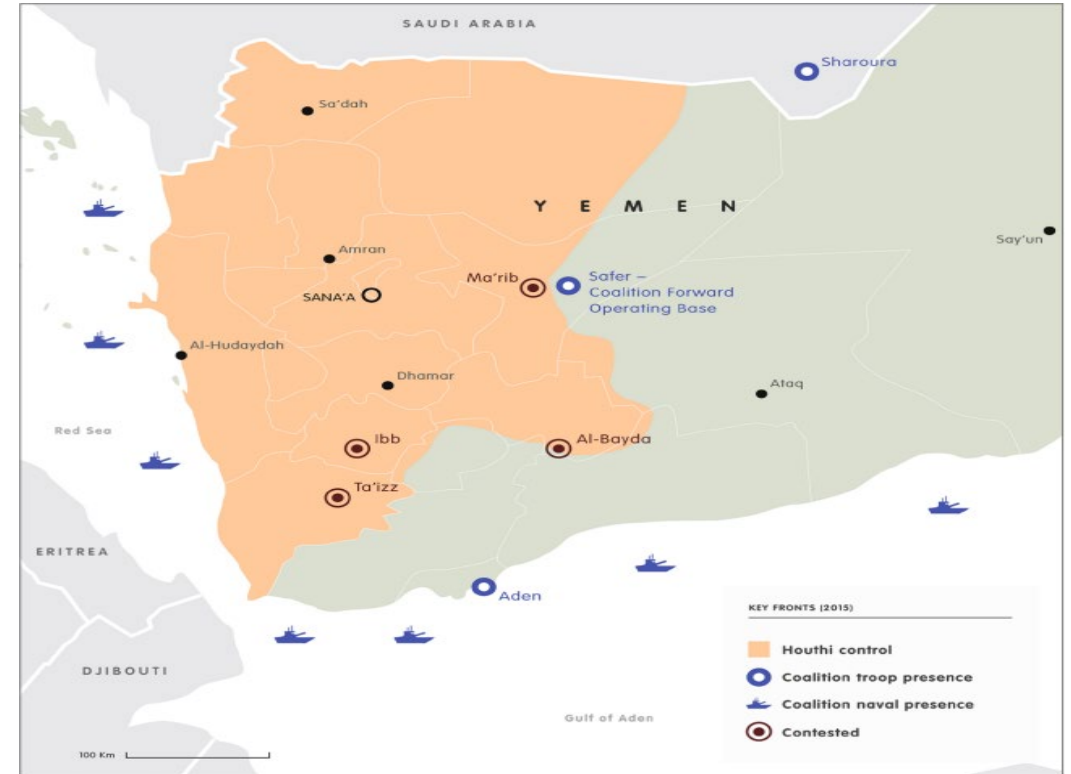 SAUDI ARABIA
Sharoura
Sa'dah
YEMEN
Say'un
Amran
Ma'rib
Safer –
Coalition Forward
Operating Base
SANA'A
Al-Hudaydah
Dhamar
Ataq
Red Sea
Ibb
Al-Bayda
Ta'izz
ERITREA
Aden
KEY FRONTS (2015)
Houthi control
DJIBOUTI
Coalition troop presence
Coalition naval presence
Gulf of Aden
Contested
100 Km